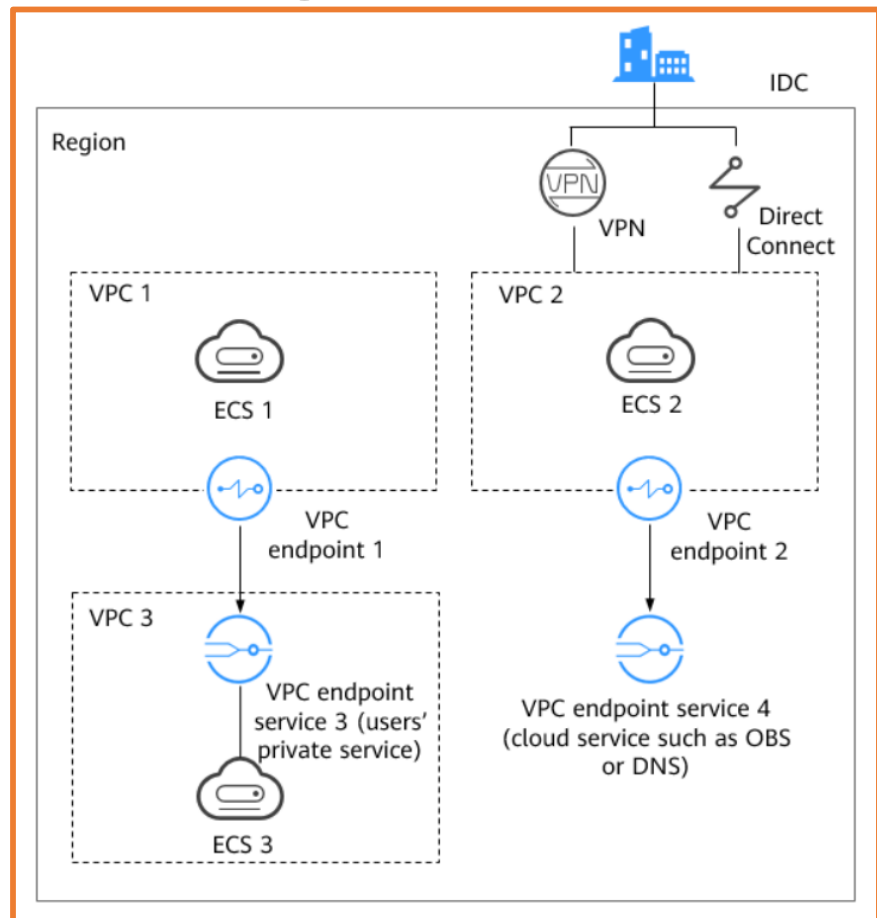 IDC
Region
VPN
VPN
Direct
Connect
VPC 1
VPC 2
ECS 1
ECS 2
VPC
endpoint 1
VPC
endpoint 2
VPC 3
VPC endpoint
service 3 (users'
private service)
VPC endpoint service 4
(cloud service such as OBS
or DNS)
ECS 3